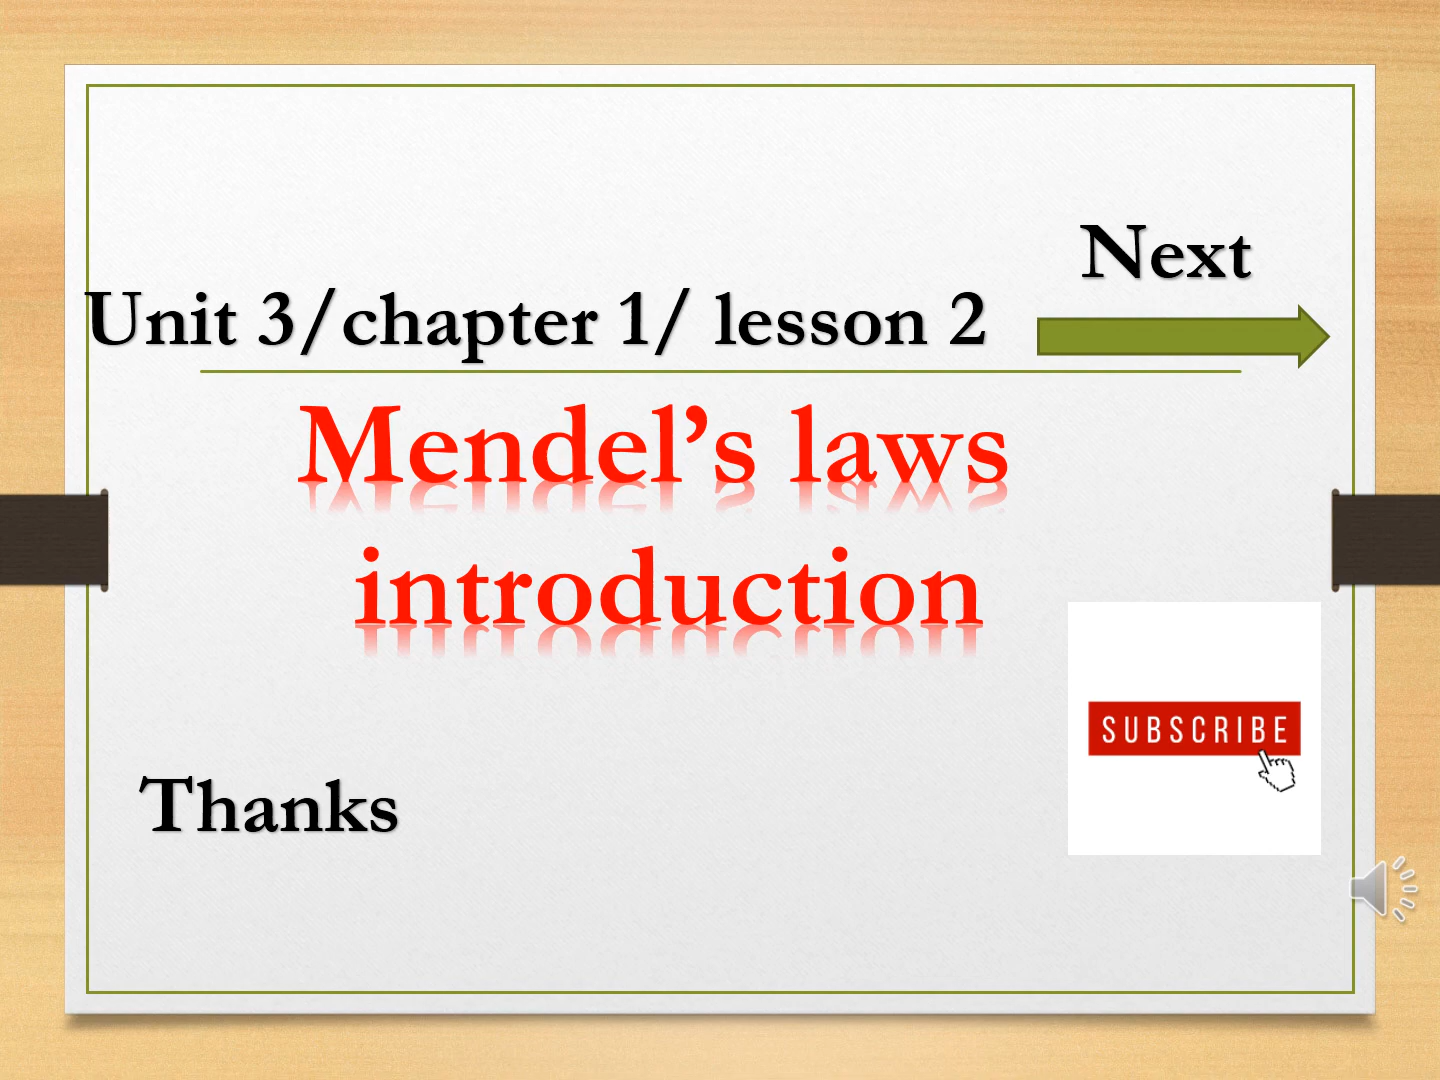 Next
Unit 3/chapter 1/ lesson 2
Mendel’s laws
introduction
SUBSCRIBE
Thanks